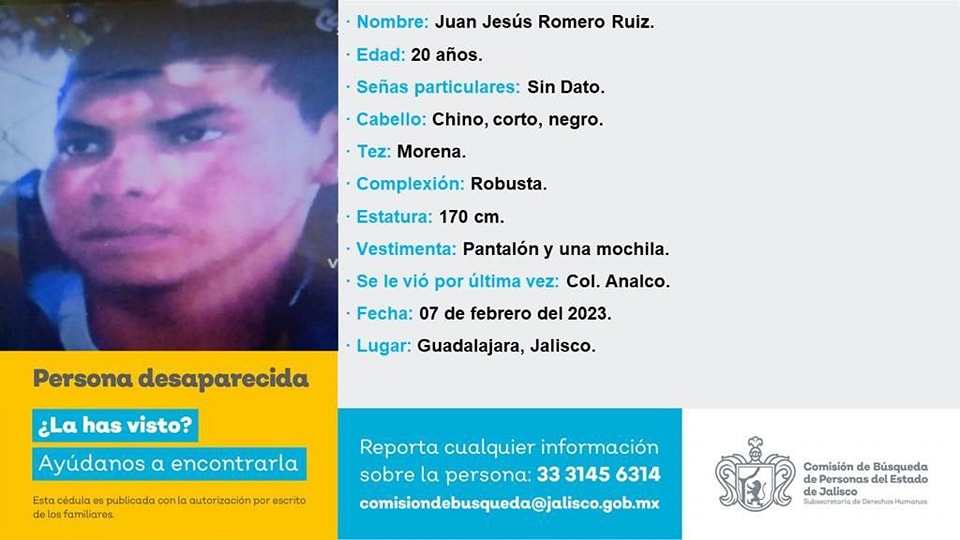 · Nombre: Juan Jesús Romero Ruiz.
· Edad: 20 años.
· Señas particulares: Sin Dato.
· Cabello: Chino, corto, negro.
· Tez: Morena.
· Complexión: Robusta.
· Estatura: 170 cm.
· Vestimenta: Pantalón y una mochila.
· Se le vió por última vez: Col. Analco.
· Fecha: 07 de febrero del 2023.
· Lugar: Guadalajara, Jalisco.
Persona desaparecida
¿La has visto?
Ayúdanos a encontrarla
Esta cédula es publicada con la autorización por escrito
de los familiares.
Reporta cualquier información
sobre la persona: 33 3145 6314
comisiondebusqueda@jalisco.gob.mx
Comisión de Búsqueda
de Personas del Estado
de Jalisco
Subsecretaría de Derechos Humanos